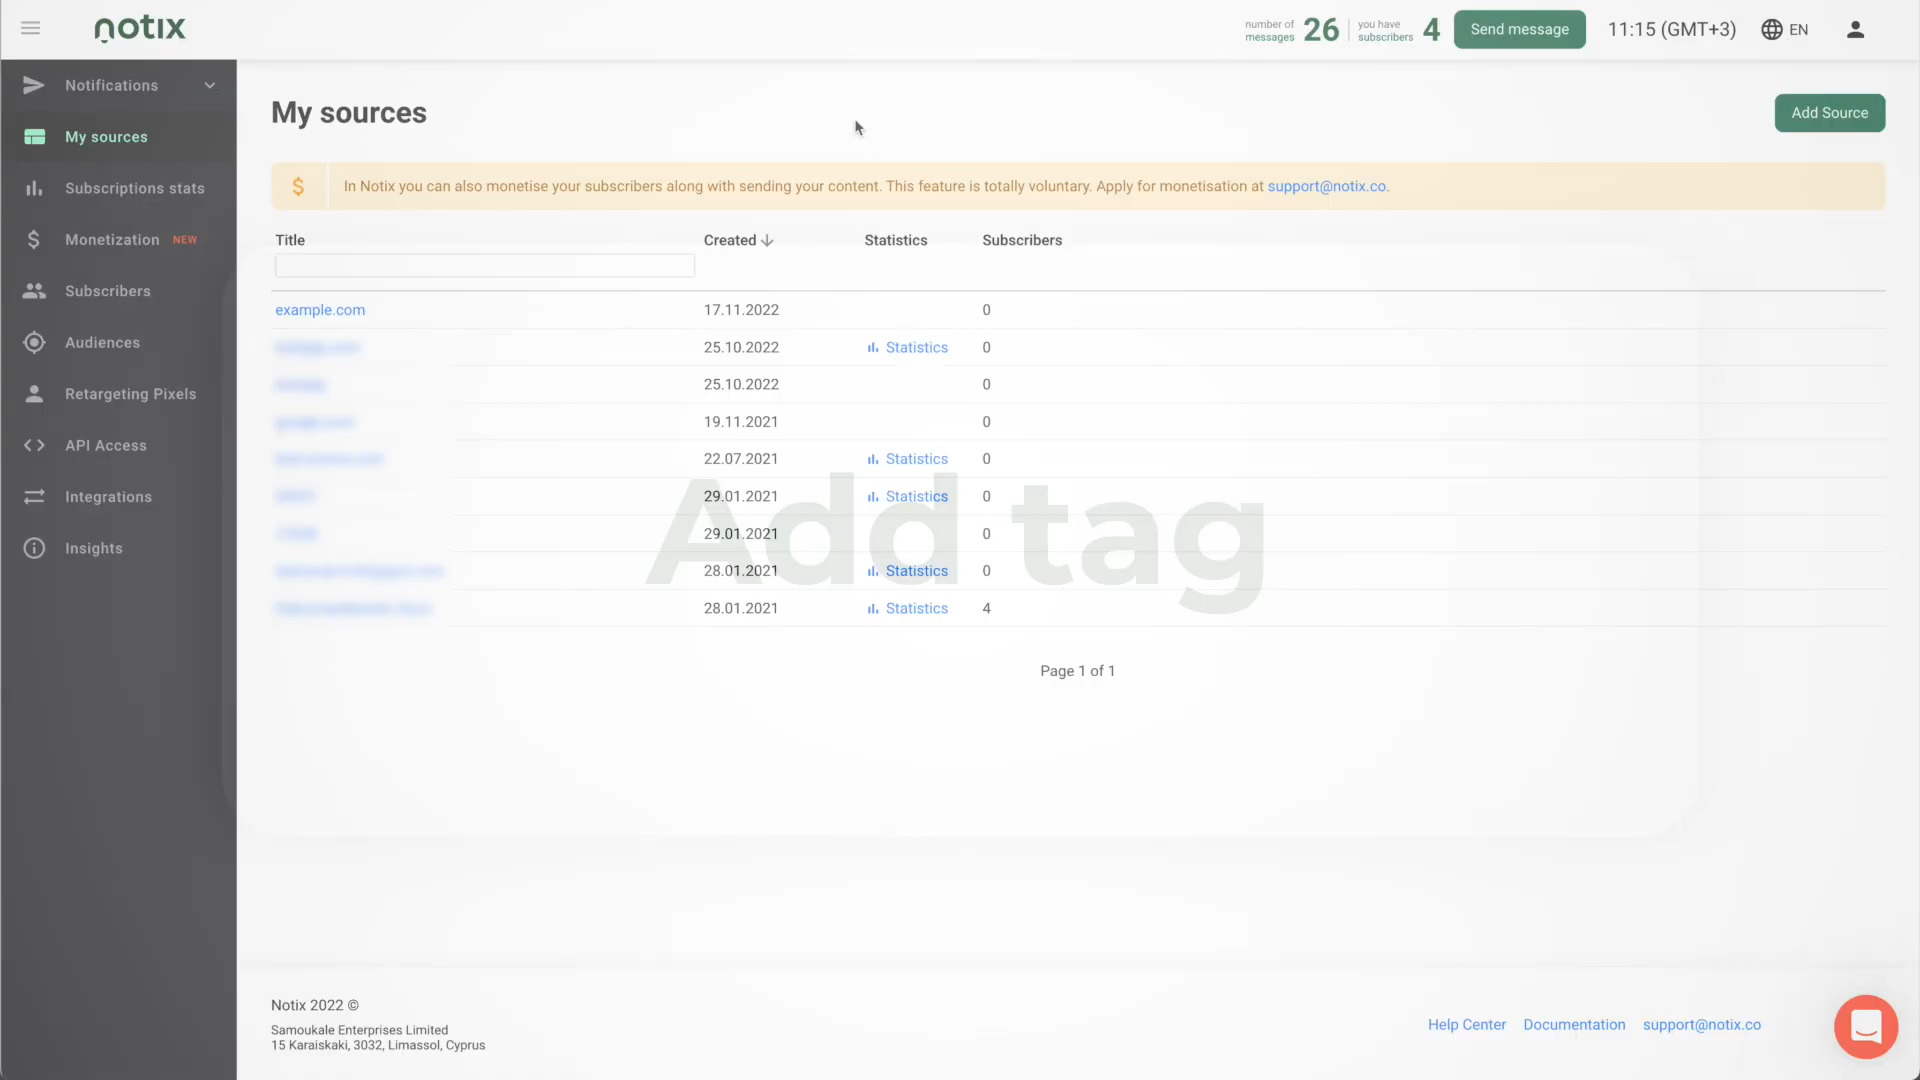 notix
number of
messages
26
you have
subscribers
4
Send message
11:15 (GMT+3)
EN
Notifications
My sources
Subscriptions stats
Monetization NEW
Subscribers
Audiences
Retargeting Pixels
API Access
Integrations
Insights
My sources
Add Source
$ In Notix you can also monetise your subscribers along with sending your content. This feature is totally voluntary. Apply for monetisation at support@notix.co.
Title Created Statistics Subscribers
example.com 17.11.2022 0
25.10.2022 Statistics 0
25.10.2022 0
19.11.2021 0
22.07.2021 Statistics 0
29.01.2021 Statistics 0
29.01.2021 0
28.01.2021 Statistics 0
28.01.2021 Statistics 4
Add tag
Page 1 of 1
Notix 2022 ©
Samoukale Enterprises Limited
15 Karaiskaki, 3032, Limassol, Cyprus
Help Center Documentation support@notix.co